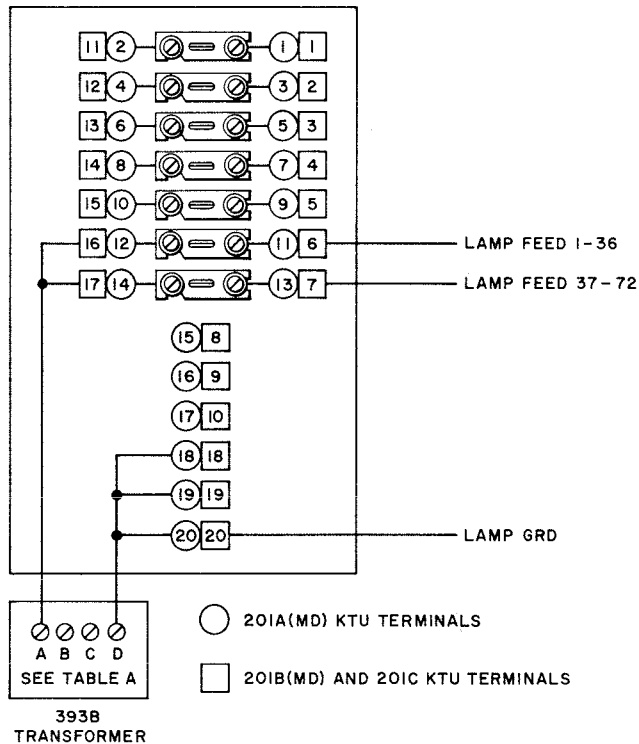 11 2 1 1
12 4 3 2
13 6 5 3
14 8 7 4
15 10 9 5
16 12 11 6 LAMP FEED 1-36
17 14 13 7 LAMP FEED 37-72
15 8
16 9
17 10
18 18
19 19
20 20 LAMP GRD
A B C D
SEE TABLE A
393B
TRANSFORMER
201A(MD) KTU TERMINALS
201B(MD) AND 201C KTU TERMINALS